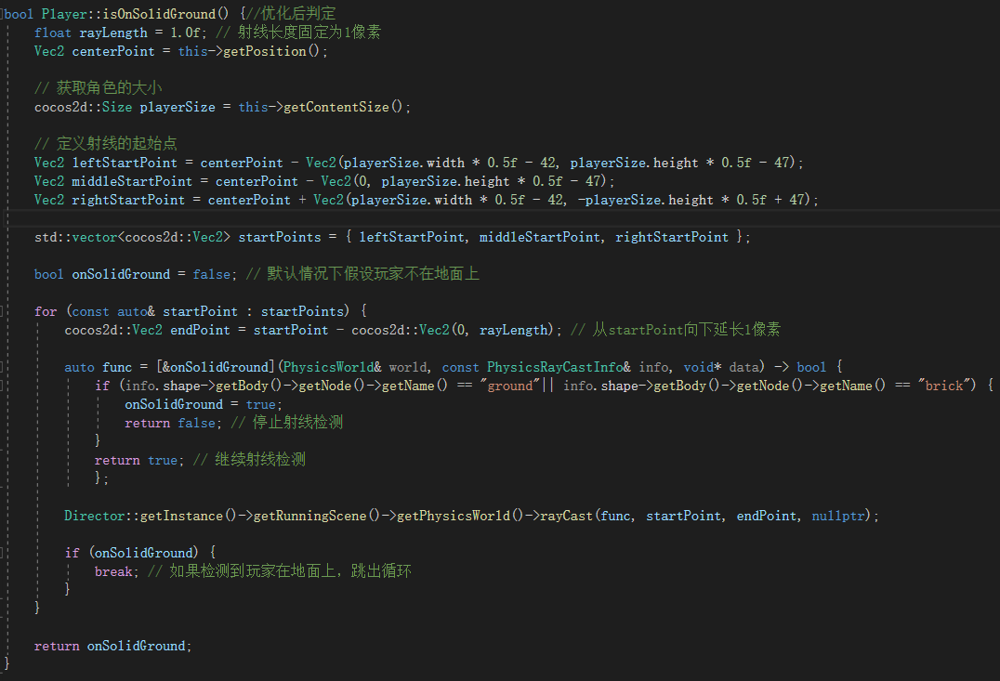 bool Player::isOnSolidGround() {//优化后判定
float rayLength = 1.0f; // 射线长度固定为1像素
Vec2 centerPoint = this->getPosition();
// 获取角色的大小
cocos2d::Size playerSize = this->getContentSize();
// 定义射线的起始点
Vec2 leftStartPoint = centerPoint - Vec2(playerSize.width * 0.5f - 42, playerSize.height * 0.5f - 47);
Vec2 middleStartPoint = centerPoint - Vec2(0, playerSize.height * 0.5f - 47);
Vec2 rightStartPoint = centerPoint + Vec2(playerSize.width * 0.5f - 42, -playerSize.height * 0.5f + 47);
std::vector<cocos2d::Vec2> startPoints = { leftStartPoint, middleStartPoint, rightStartPoint };
bool onSolidGround = false; // 默认情况下假设玩家不在地面上
for (const auto& startPoint : startPoints) {
cocos2d::Vec2 endPoint = startPoint - cocos2d::Vec2(0, rayLength); // 从startPoint向下延长1像素
auto func = [&onSolidGround](PhysicsWorld& world, const PhysicsRayCastInfo& info, void* data) -> bool {
if (info.shape->getBody()->getNode()->getName() == "ground"|| info.shape->getBody()->getNode()->getName() == "brick") {
onSolidGround = true;
return false; // 停止射线检测
}
return true; // 继续射线检测
};
Director::getInstance()->getRunningScene()->getPhysicsWorld()->rayCast(func, startPoint, endPoint, nullptr);
if (onSolidGround) {
break; // 如果检测到玩家在地面上，跳出循环
}
}
return onSolidGround;
}